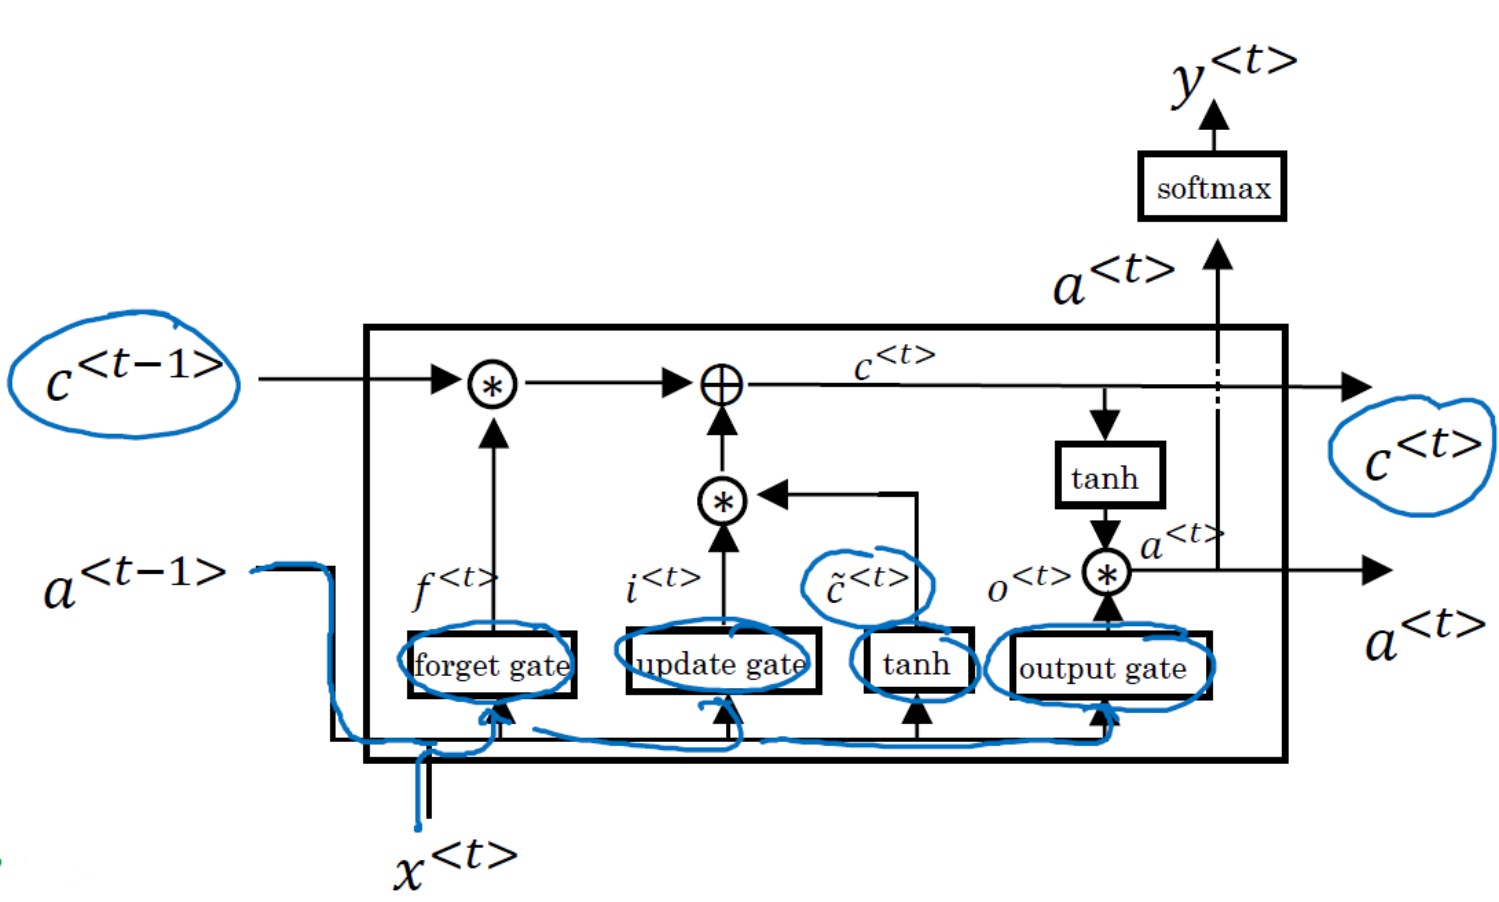 y<t>
softmax
a<t>
c<t-1>
c<t>
c<t>
tanh
a<t-1>
f<t>
i<t>
c̃<t>
o<t>
a<t>
a<t>
forget gate
update gate
tanh
output gate
x<t>